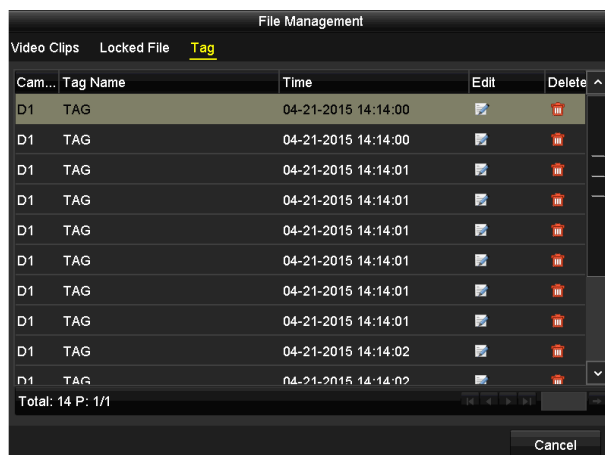 File Management
Video Clips Locked File Tag
Cam... Tag Name Time Edit Delete
D1 TAG 04-21-2015 14:14:00
D1 TAG 04-21-2015 14:14:00
D1 TAG 04-21-2015 14:14:01
D1 TAG 04-21-2015 14:14:01
D1 TAG 04-21-2015 14:14:01
D1 TAG 04-21-2015 14:14:01
D1 TAG 04-21-2015 14:14:01
D1 TAG 04-21-2015 14:14:01
D1 TAG 04-21-2015 14:14:02
D1 TAG 04-21-2015 14:14:02
Total: 14 P: 1/1
Cancel